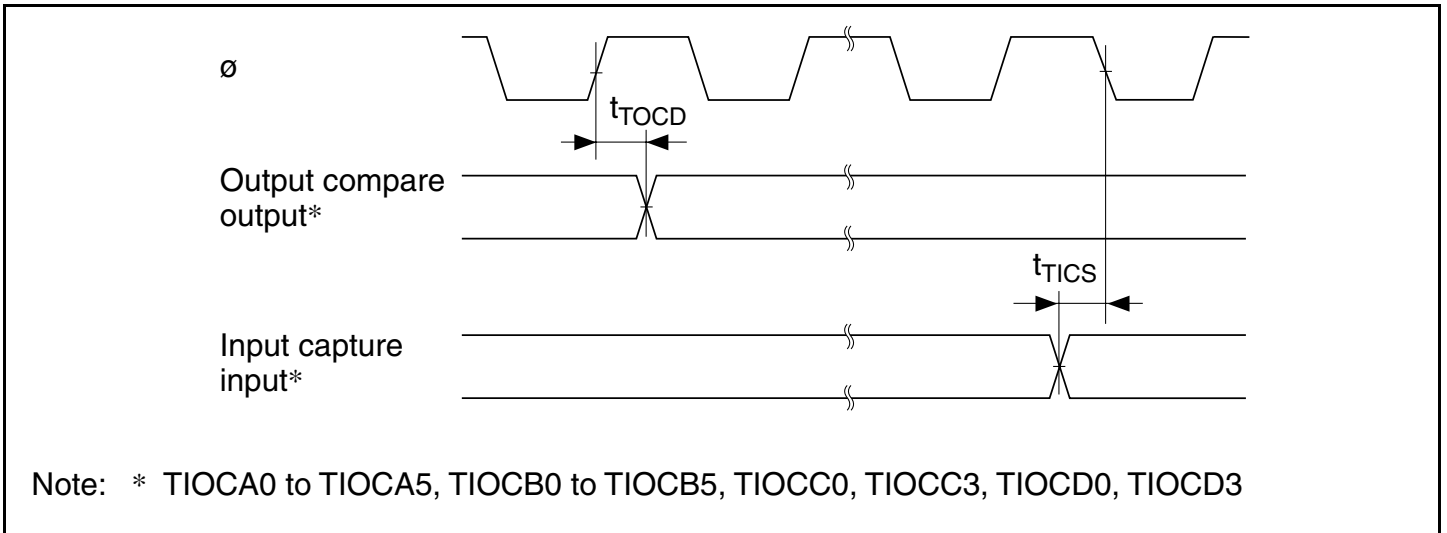 ø
tTOCD
Output compare
output*
tTICS
Input capture
input*
Note: * TIOCA0 to TIOCA5, TIOCB0 to TIOCB5, TIOCC0, TIOCC3, TIOCD0, TIOCD3